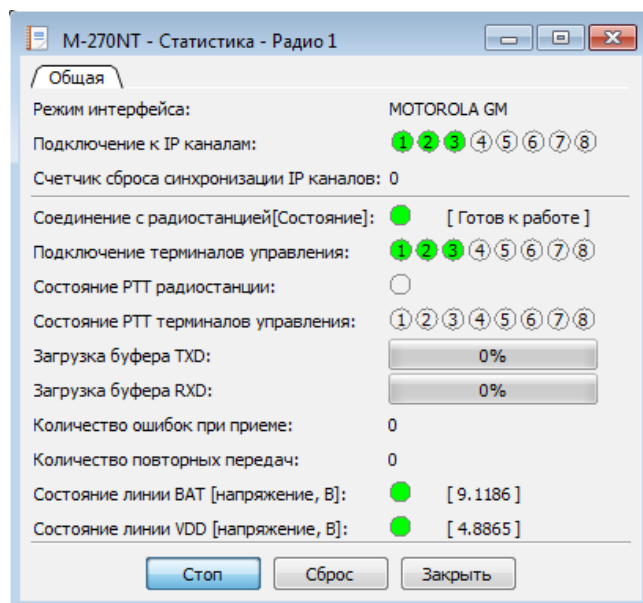 M-270NT - Статистика - Радио 1
Общая
Режим интерфейса: MOTOROLA GM
Подключение к IP каналам: 1 2 3 4 5 6 7 8
Счетчик сброса синхронизации IP каналов: 0
Соединение с радиостанцией[Состояние]: [ Готов к работе ]
Подключение терминалов управления: 1 2 3 4 5 6 7 8
Состояние PTT радиостанции:
Состояние PTT терминалов управления: 1 2 3 4 5 6 7 8
Загрузка буфера TXD: 0%
Загрузка буфера RXD: 0%
Количество ошибок при приеме: 0
Количество повторных передач: 0
Состояние линии BAT [напряжение, В]: [ 9.1186 ]
Состояние линии VDD [напряжение, В]: [ 4.8865 ]
Стоп Сброс Закрыть